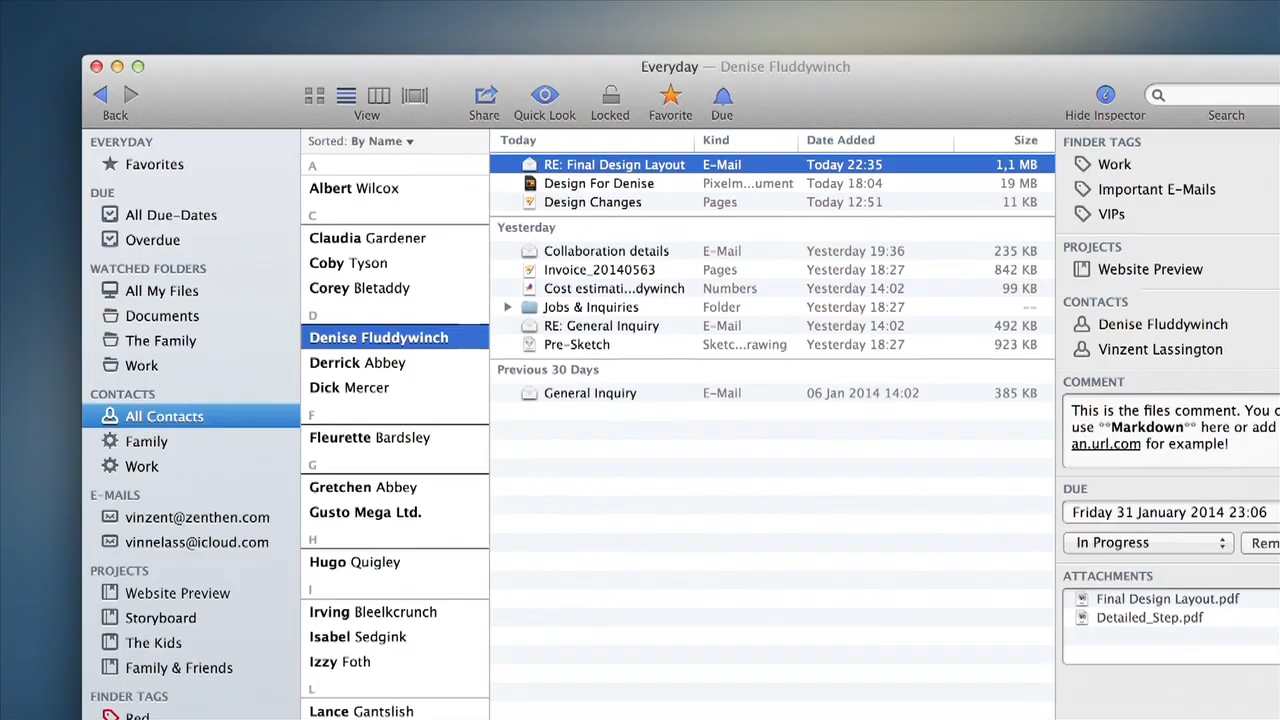 Everyday — Denise Fluddywinch
Back
View
Share
Quick Look
Locked
Favorite
Due
Hide Inspector
Search
EVERYDAY
Favorites
DUE
All Due-Dates
Overdue
WATCHED FOLDERS
All My Files
Documents
The Family
Work
CONTACTS
All Contacts
Family
Work
E-MAILS
vinzent@zenthen.com
vinnelass@icloud.com
PROJECTS
Website Preview
Storyboard
The Kids
Family & Friends
FINDER TAGS
Red
Sorted: By Name
A
Albert Wilcox
C
Claudia Gardener
Coby Tyson
Corey Bletaddy
D
Denise Fluddywinch
Derrick Abbey
Dick Mercer
F
Fleurette Bardsley
G
Gretchen Abbey
Gusto Mega Ltd.
H
Hugo Quigley
I
Irving Bleelkcrunch
Isabel Sedgink
Izzy Foth
L
Lance Gantslish
Today Kind Date Added Size
RE: Final Design Layout E-Mail Today 22:35 1,1 MB
Design For Denise Pixelm...ument Today 18:04 19 MB
Design Changes Pages Today 12:51 11 KB
Yesterday
Collaboration details E-Mail Yesterday 19:36 235 KB
Invoice_20140563 Pages Yesterday 18:27 842 KB
Cost estimati...dywinch Numbers Yesterday 14:02 99 KB
Jobs & Inquiries Folder Yesterday 18:27 --
RE: General Inquiry E-Mail Yesterday 14:02 492 KB
Pre-Sketch Sketc...rawing Yesterday 18:27 923 KB
Previous 30 Days
General Inquiry E-Mail 06 Jan 2014 14:02 385 KB
FINDER TAGS
Work
Important E-Mails
VIPs
PROJECTS
Website Preview
CONTACTS
Denise Fluddywinch
Vinzent Lassington
COMMENT
This is the files comment. You c
use **Markdown** here or add
an.url.com for example!
DUE
Friday 31 January 2014 23:06
In Progress Rem
ATTACHMENTS
Final Design Layout.pdf
Detailed_Step.pdf